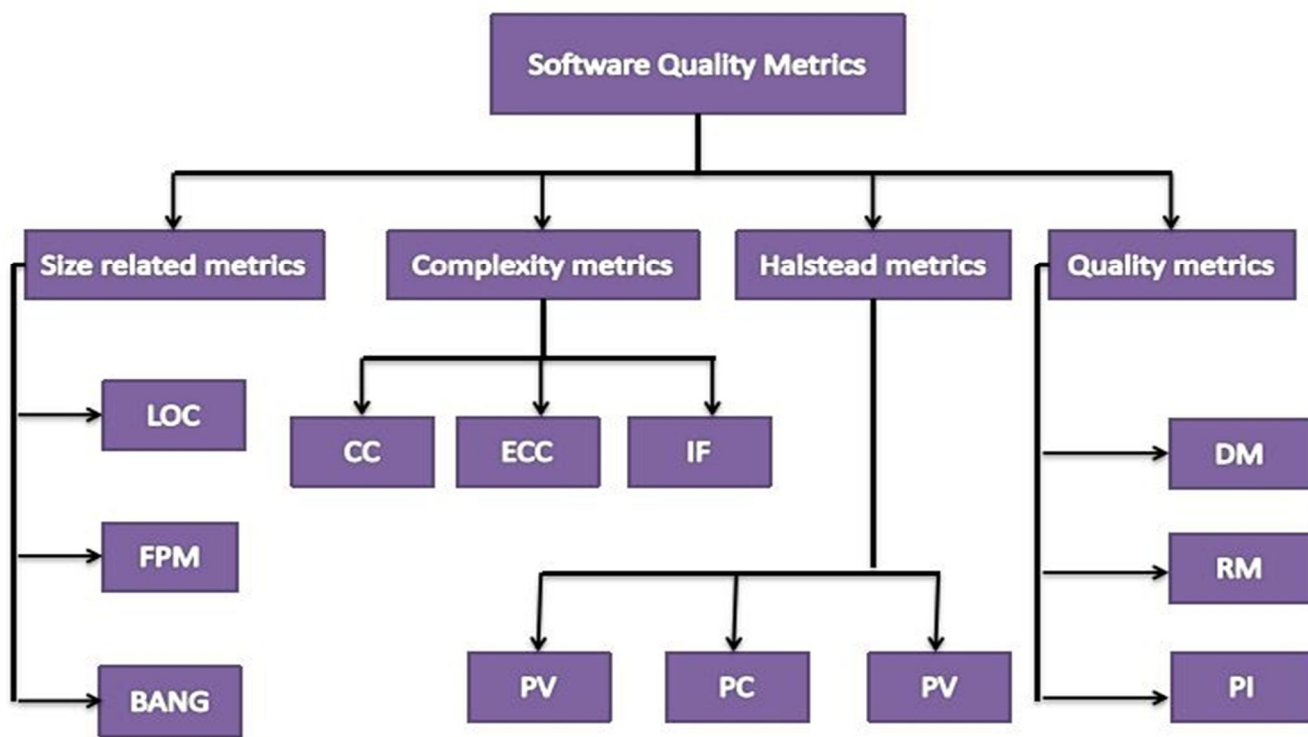 Software Quality Metrics
Size related metrics
Complexity metrics
Halstead metrics
Quality metrics
LOC
CC
ECC
IF
DM
FPM
RM
PV
PC
PV
PI
BANG